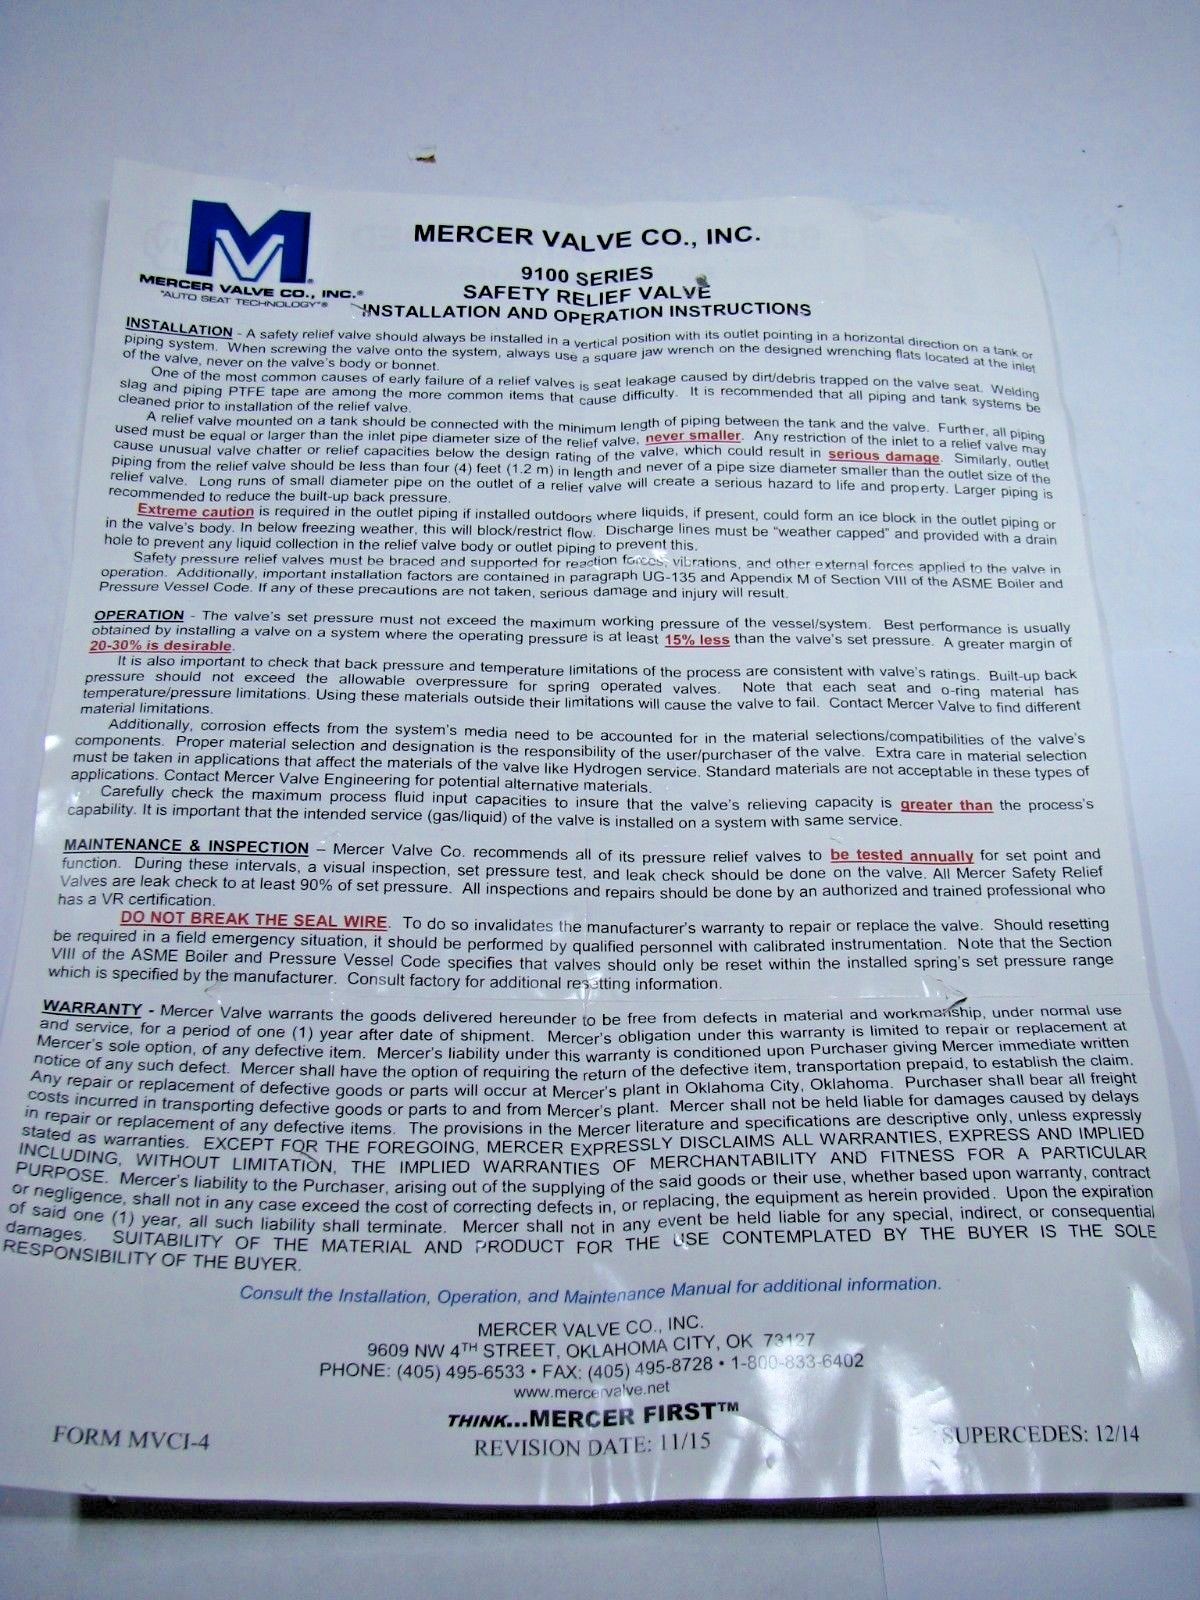 MERCER VALVE CO., INC.®
"AUTO SEAT TECHNOLOGY"®
MERCER VALVE CO., INC.
9100 SERIES
SAFETY RELIEF VALVE
INSTALLATION AND OPERATION INSTRUCTIONS
INSTALLATION - A safety relief valve should always be installed in a vertical position with its outlet pointing in a horizontal direction on a tank or
piping system. When screwing the valve onto the system, always use a square jaw wrench on the designed wrenching flats located at the inlet
of the valve, never on the valve's body or bonnet.
One of the most common causes of early failure of a relief valves is seat leakage caused by dirt/debris trapped on the valve seat. Welding
slag and piping PTFE tape are among the more common items that cause difficulty. It is recommended that all piping and tank systems be
cleaned prior to installation of the relief valve.
A relief valve mounted on a tank should be connected with the minimum length of piping between the tank and the valve. Further, all piping
used must be equal or larger than the inlet pipe diameter size of the relief valve, never smaller. Any restriction of the inlet to a relief valve may
cause unusual valve chatter or relief capacities below the design rating of the valve, which could result in serious damage. Similarly, outlet
piping from the relief valve should be less than four (4) feet (1.2 m) in length and never of a pipe size diameter smaller than the outlet size of the
relief valve. Long runs of small diameter pipe on the outlet of a relief valve will create a serious hazard to life and property. Larger piping is
recommended to reduce the built-up back pressure.
Extreme caution is required in the outlet piping if installed outdoors where liquids, if present, could form an ice block in the outlet piping or
in the valve's body. In below freezing weather, this will block/restrict flow. Discharge lines must be "weather capped" and provided with a drain
hole to prevent any liquid collection in the relief valve body or outlet piping to prevent this.
Safety pressure relief valves must be braced and supported for reaction forces, vibrations, and other external forces applied to the valve in
operation. Additionally, important installation factors are contained in paragraph UG-135 and Appendix M of Section VIII of the ASME Boiler and
Pressure Vessel Code. If any of these precautions are not taken, serious damage and injury will result.
OPERATION - The valve's set pressure must not exceed the maximum working pressure of the vessel/system. Best performance is usually
obtained by installing a valve on a system where the operating pressure is at least 15% less than the valve's set pressure. A greater margin of
20-30% is desirable.
It is also important to check that back pressure and temperature limitations of the process are consistent with valve's ratings. Built-up back
pressure should not exceed the allowable overpressure for spring operated valves. Note that each seat and o-ring material has
temperature/pressure limitations. Using these materials outside their limitations will cause the valve to fail. Contact Mercer Valve to find different
material limitations.
Additionally, corrosion effects from the system's media need to be accounted for in the material selections/compatibilities of the valve's
components. Proper material selection and designation is the responsibility of the user/purchaser of the valve. Extra care in material selection
must be taken in applications that affect the materials of the valve like Hydrogen service. Standard materials are not acceptable in these types of
applications. Contact Mercer Valve Engineering for potential alternative materials.
Carefully check the maximum process fluid input capacities to insure that the valve's relieving capacity is greater than the process's
capability. It is important that the intended service (gas/liquid) of the valve is installed on a system with same service.
MAINTENANCE & INSPECTION – Mercer Valve Co. recommends all of its pressure relief valves to be tested annually for set point and
function. During these intervals, a visual inspection, set pressure test, and leak check should be done on the valve. All Mercer Safety Relief
Valves are leak check to at least 90% of set pressure. All inspections and repairs should be done by an authorized and trained professional who
has a VR certification.
DO NOT BREAK THE SEAL WIRE. To do so invalidates the manufacturer's warranty to repair or replace the valve. Should resetting
be required in a field emergency situation, it should be performed by qualified personnel with calibrated instrumentation. Note that the Section
VIII of the ASME Boiler and Pressure Vessel Code specifies that valves should only be reset within the installed spring's set pressure range
which is specified by the manufacturer. Consult factory for additional resetting information.
WARRANTY - Mercer Valve warrants the goods delivered hereunder to be free from defects in material and workmanship, under normal use
and service, for a period of one (1) year after date of shipment. Mercer's obligation under this warranty is limited to repair or replacement at
Mercer's sole option, of any defective item. Mercer's liability under this warranty is conditioned upon Purchaser giving Mercer immediate written
notice of any such defect. Mercer shall have the option of requiring the return of the defective item, transportation prepaid, to establish the claim.
Any repair or replacement of defective goods or parts will occur at Mercer's plant in Oklahoma City, Oklahoma. Purchaser shall bear all freight
costs incurred in transporting defective goods or parts to and from Mercer's plant. Mercer shall not be held liable for damages caused by delays
in repair or replacement of any defective items. The provisions in the Mercer literature and specifications are descriptive only, unless expressly
stated as warranties. EXCEPT FOR THE FOREGOING, MERCER EXPRESSLY DISCLAIMS ALL WARRANTIES, EXPRESS AND IMPLIED
INCLUDING, WITHOUT LIMITATION, THE IMPLIED WARRANTIES OF MERCHANTABILITY AND FITNESS FOR A PARTICULAR
PURPOSE. Mercer's liability to the Purchaser, arising out of the supplying of the said goods or their use, whether based upon warranty, contract
or negligence, shall not in any case exceed the cost of correcting defects in, or replacing, the equipment as herein provided. Upon the expiration
of said one (1) year, all such liability shall terminate. Mercer shall not in any event be held liable for any special, indirect, or consequential
damages. SUITABILITY OF THE MATERIAL AND PRODUCT FOR THE USE CONTEMPLATED BY THE BUYER IS THE SOLE
RESPONSIBILITY OF THE BUYER.
Consult the Installation, Operation, and Maintenance Manual for additional information.
MERCER VALVE CO., INC.
9609 NW 4TH STREET, OKLAHOMA CITY, OK 73127
PHONE: (405) 495-6533 • FAX: (405) 495-8728 • 1-800-833-6402
www.mercervalve.net
THINK...MERCER FIRST™
FORM MVCI-4 REVISION DATE: 11/15 SUPERCEDES: 12/14